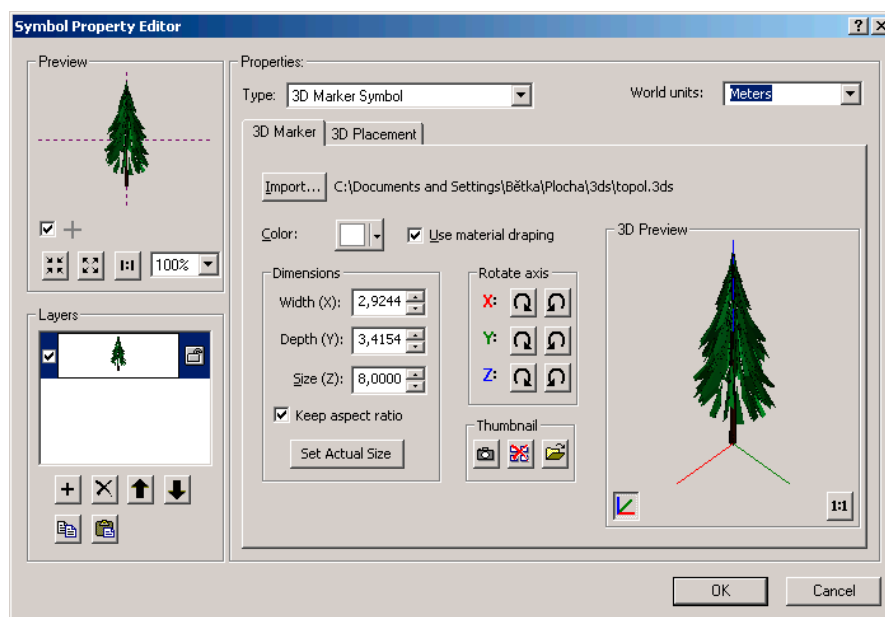 Symbol Property Editor
Preview
100%
Layers
Properties:
Type: 3D Marker Symbol
World units: Meters
3D Marker 3D Placement
Import... C:\Documents and Settings\Bětka\Plocha\3ds\topol.3ds
Color: Use material draping
Dimensions
Width (X): 2,9244
Depth (Y): 3,4154
Size (Z): 8,0000
Keep aspect ratio
Set Actual Size
Rotate axis
X:
Y:
Z:
Thumbnail
3D Preview
1:1
1:1
OK Cancel